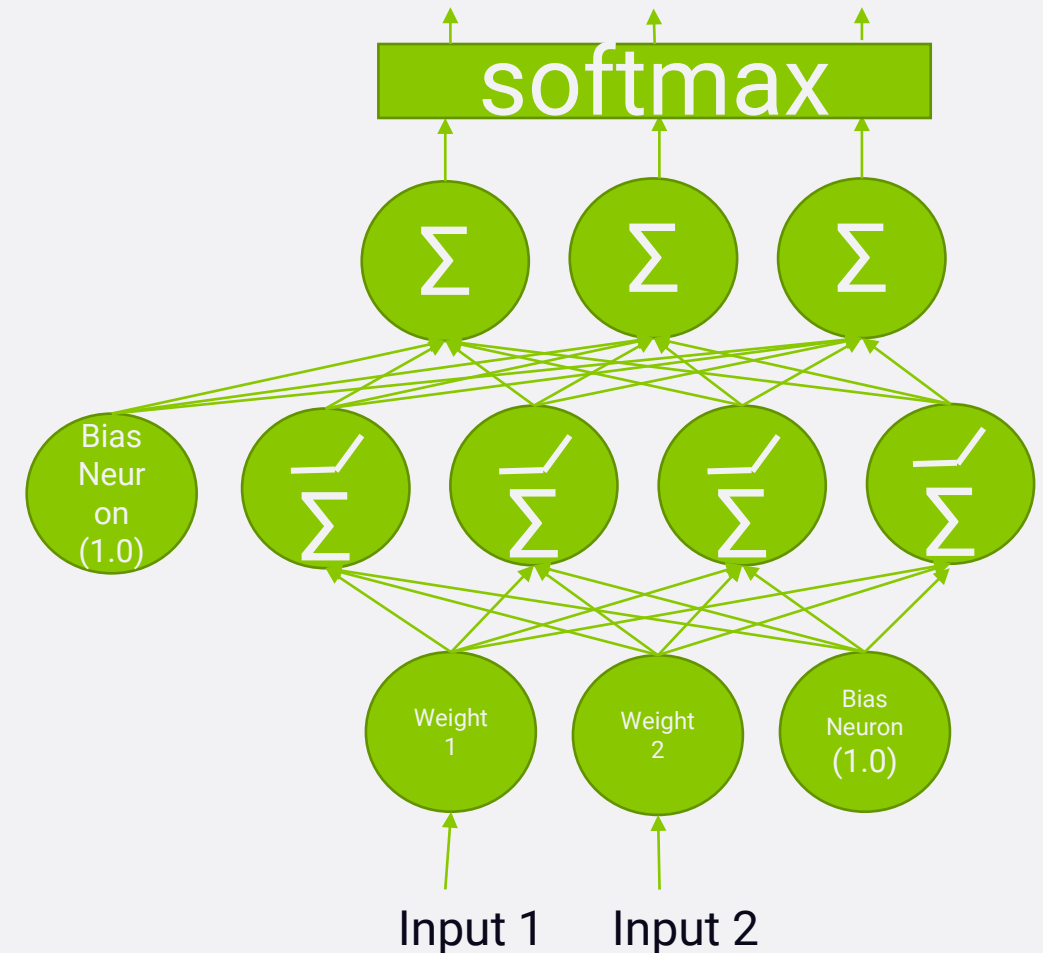 softmax
Σ
Σ
Σ
Bias
Neur
on
(1.0)
Σ
Σ
Σ
Σ
Weight
1
Weight
2
Bias
Neuron
(1.0)
Input 1
Input 2